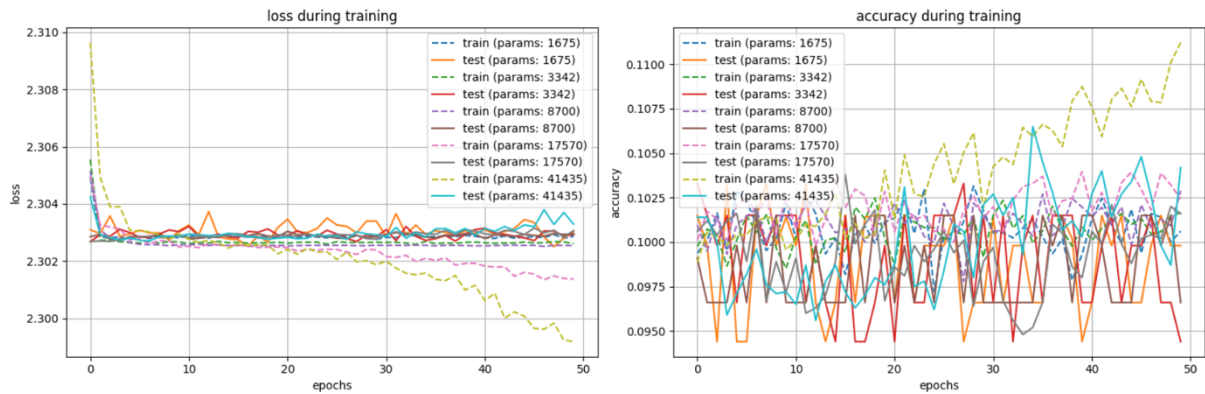 loss during training
2.310
2.308
2.306
2.304
2.302
2.300
loss
0
10
20
30
40
50
epochs
train (params: 1675)
test (params: 1675)
train (params: 3342)
test (params: 3342)
train (params: 8700)
test (params: 8700)
train (params: 17570)
test (params: 17570)
train (params: 41435)
test (params: 41435)
accuracy during training
0.1100
0.1075
0.1050
0.1025
0.1000
0.0975
0.0950
accuracy
0
10
20
30
40
50
epochs
train (params: 1675)
test (params: 1675)
train (params: 3342)
test (params: 3342)
train (params: 8700)
test (params: 8700)
train (params: 17570)
test (params: 17570)
train (params: 41435)
test (params: 41435)